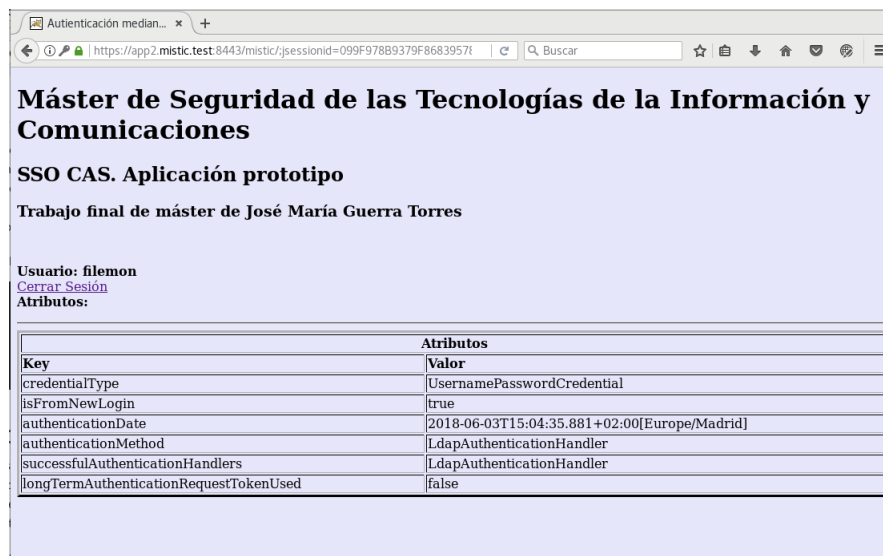 Autienticación median...
https://app2.mistic.test:8443/mistic/;jsessionid=099F978B9379F86839578
Buscar
Máster de Seguridad de las Tecnologías de la Información y
Comunicaciones
SSO CAS. Aplicación prototipo
Trabajo final de máster de José María Guerra Torres
Usuario: filemon
Cerrar Sesión
Atributos:
Atributos
Key Valor
credentialType UsernamePasswordCredential
isFromNewLogin true
authenticationDate 2018-06-03T15:04:35.881+02:00[Europe/Madrid]
authenticationMethod LdapAuthenticationHandler
successfulAuthenticationHandlers LdapAuthenticationHandler
longTermAuthenticationRequestTokenUsed false